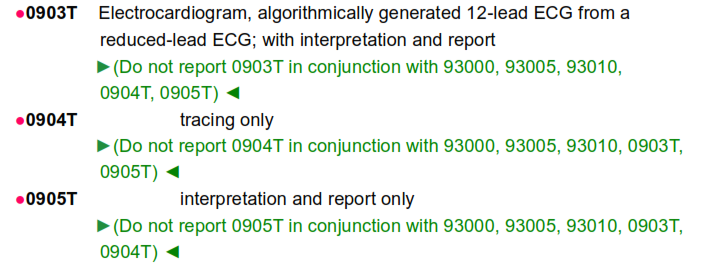 ●0903T Electrocardiogram, algorithmically generated 12-lead ECG from a
reduced-lead ECG; with interpretation and report
▶(Do not report 0903T in conjunction with 93000, 93005, 93010,
0904T, 0905T) ◀
●0904T tracing only
▶(Do not report 0904T in conjunction with 93000, 93005, 93010, 0903T,
0905T) ◀
●0905T interpretation and report only
▶(Do not report 0905T in conjunction with 93000, 93005, 93010, 0903T,
0904T) ◀